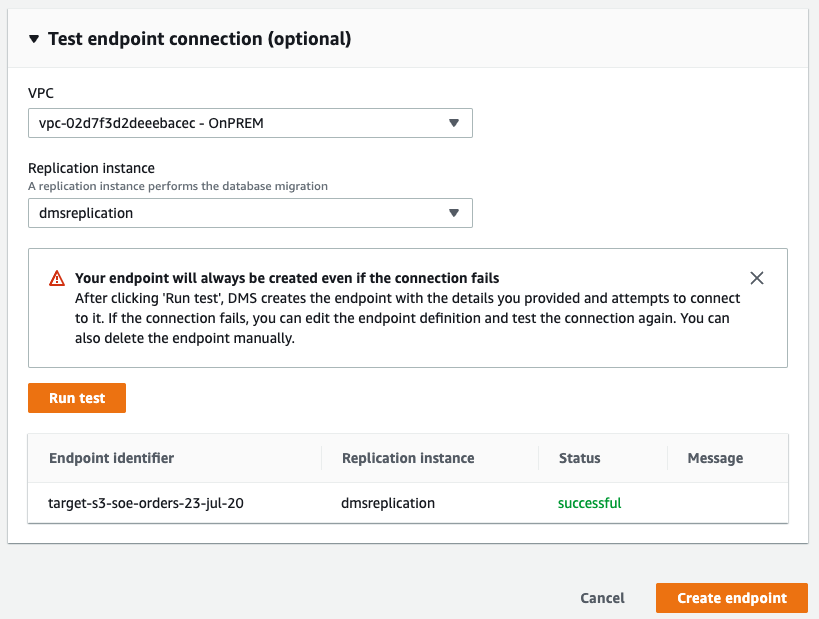 Test endpoint connection (optional)
VPC
vpc-02d7f3d2deeebacec - OnPREM
Replication instance
A replication instance performs the database migration
dmsreplication
Your endpoint will always be created even if the connection fails
After clicking 'Run test', DMS creates the endpoint with the details you provided and attempts to connect
to it. If the connection fails, you can edit the endpoint definition and test the connection again. You can
also delete the endpoint manually.
Run test
Endpoint identifier Replication instance Status Message
target-s3-soe-orders-23-jul-20 dmsreplication successful
Cancel Create endpoint